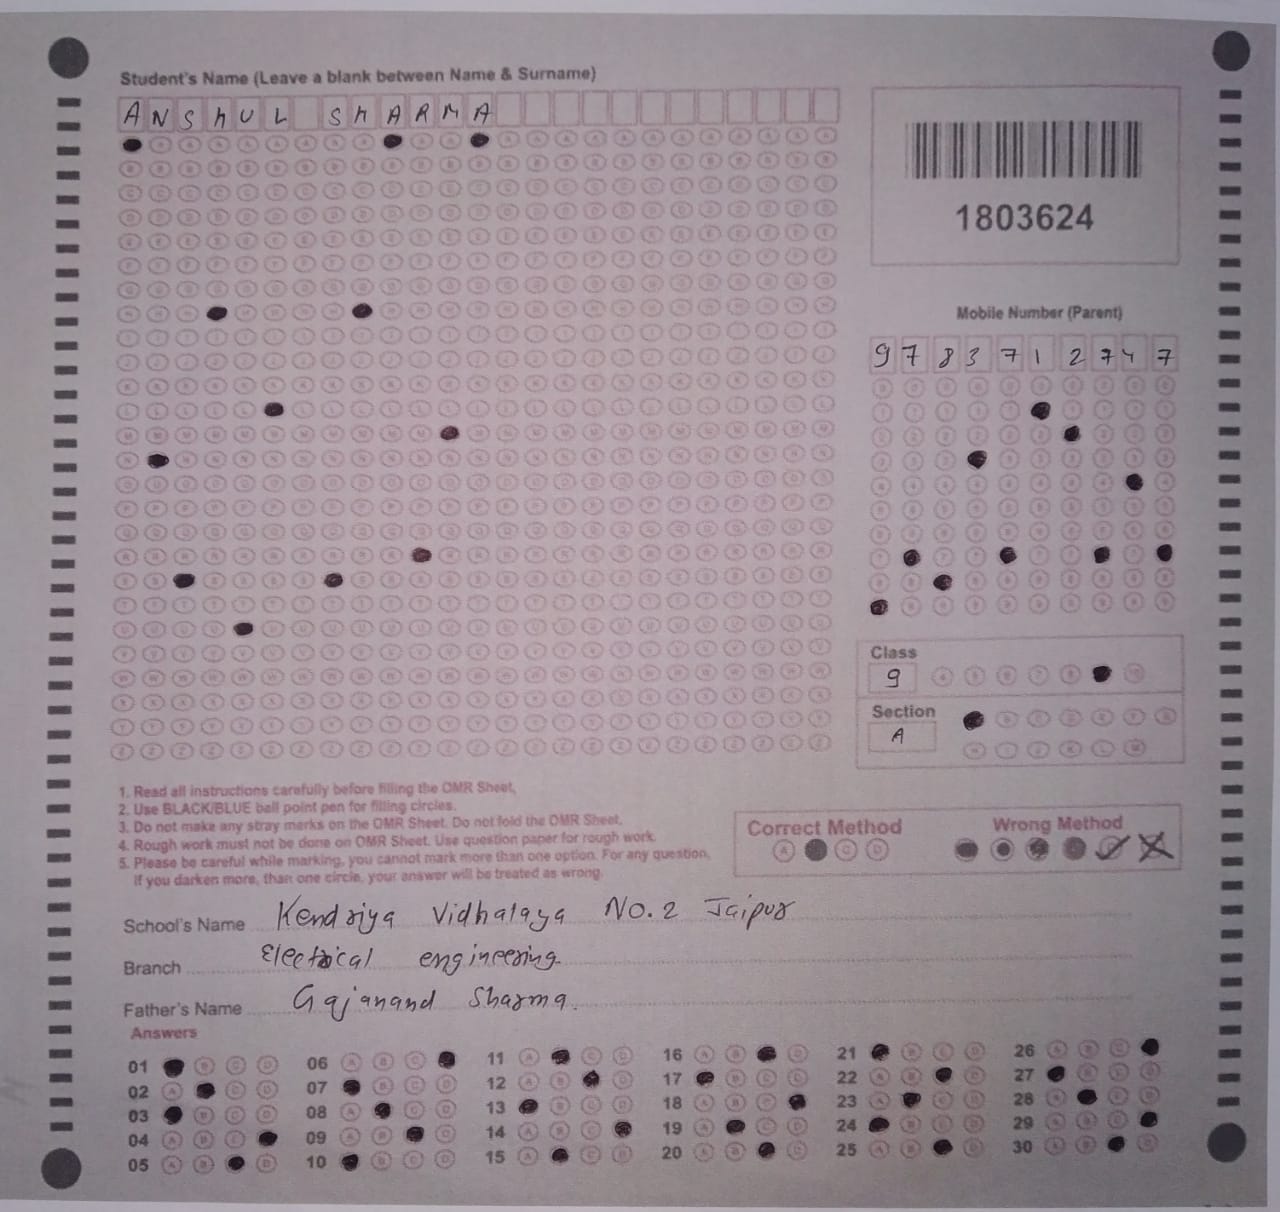 Student's Name (Leave a blank between Name & Surname)
ANSHUL SHARMA
1803624
Mobile Number (Parent)
9783712747
Class
9
Section
A
1. Read all instructions carefully before filling the OMR Sheet,
2. Use BLACK/BLUE ball point pen for filling circles.
3. Do not make any stray marks on the OMR Sheet. Do not fold the OMR Sheet.
4. Rough work must not be done on OMR Sheet. Use question paper for rough work.
5. Please be careful while marking, you cannot mark more than one option. For any question,
If you darken more, than one circle, your answer will be treated as wrong.
Correct Method
Wrong Method
School's Name Kendriya Vidhalaya No. 2 Jaipur
Branch Electrical engineering
Father's Name Gajanand Sharma.
Answers
01 06 11 16 21 26
02 07 12 17 22 27
03 08 13 18 23 28
04 09 14 19 24 29
05 10 15 20 25 30